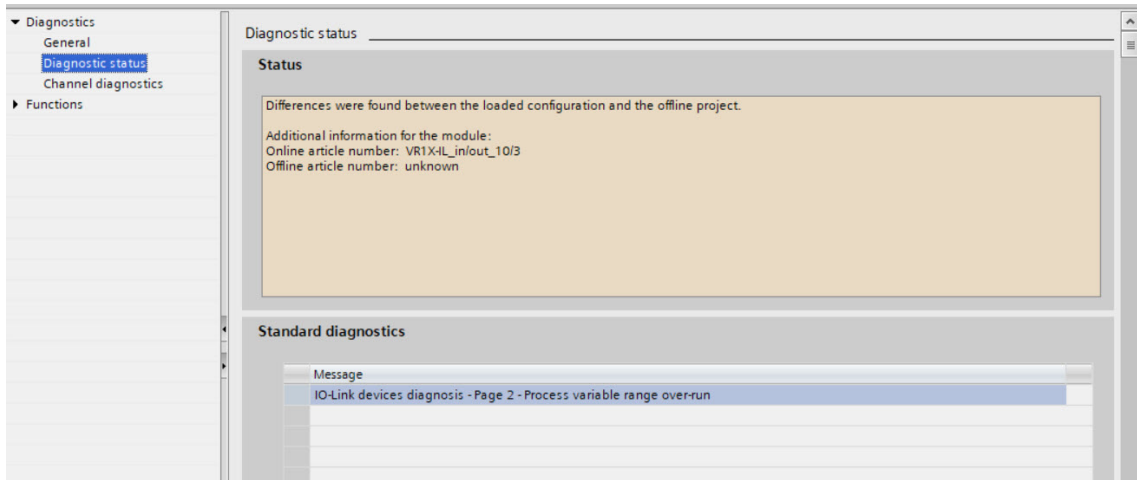 Diagnostics
General
Diagnostic status
Channel diagnostics
Functions
Diagnostic status
Status
Differences were found between the loaded configuration and the offline project.
Additional information for the module:
Online article number: VR1X-IL_in/out_10/3
Offline article number: unknown
Standard diagnostics
Message
IO-Link devices diagnosis - Page 2 - Process variable range over-run